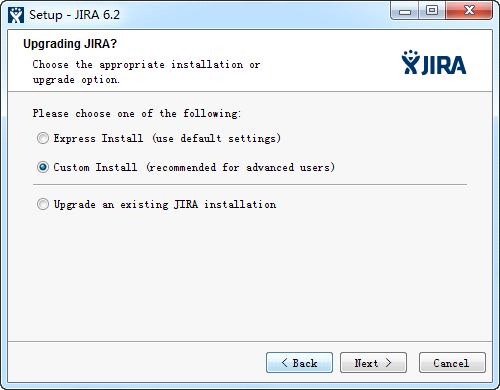 Setup - JIRA 6.2
Upgrading JIRA?
Choose the appropriate installation or
upgrade option.
JIRA
Please choose one of the following:
Express Install (use default settings)
Custom Install (recommended for advanced users)
Upgrade an existing JIRA installation
< Back
Next >
Cancel